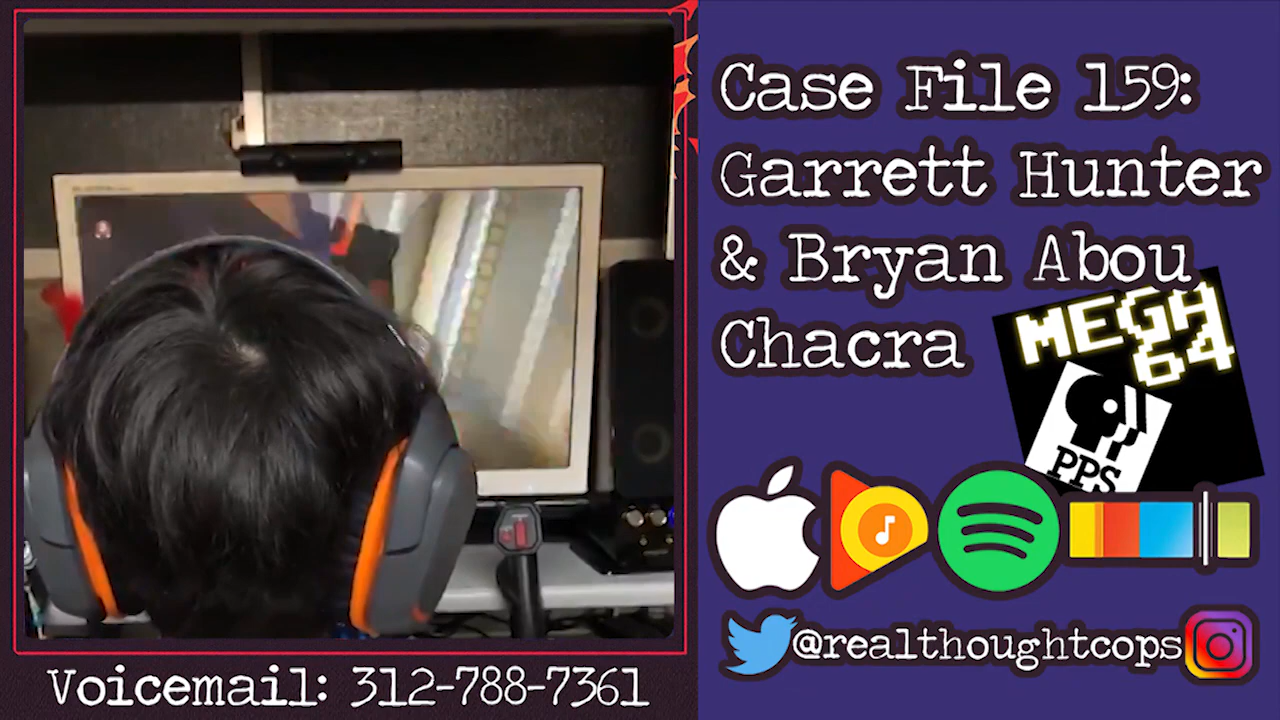 Case File 159:
Garrett Hunter
& Bryan Abou
Chacra
MEGA
64
PPS
@realthoughtcops
Voicemail: 312-788-7361